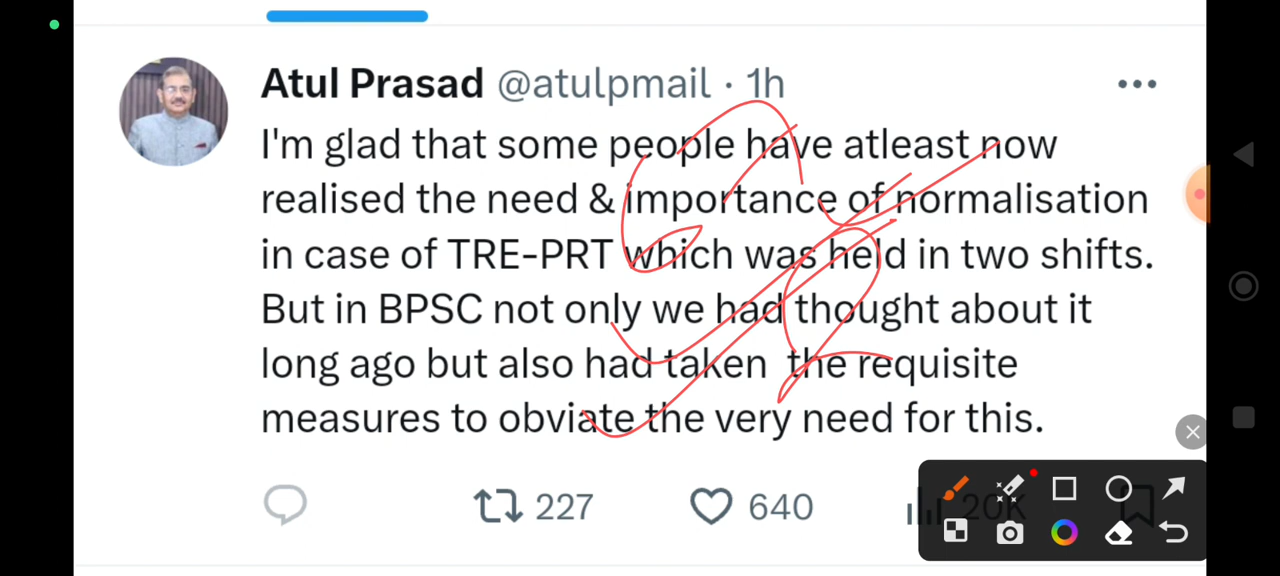 Atul Prasad @atulpmail · 1h
I'm glad that some people have atleast now
realised the need & importance of normalisation
in case of TRE-PRT which was held in two shifts.
But in BPSC not only we had thought about it
long ago but also had taken the requisite
measures to obviate the very need for this.
227 640 20K